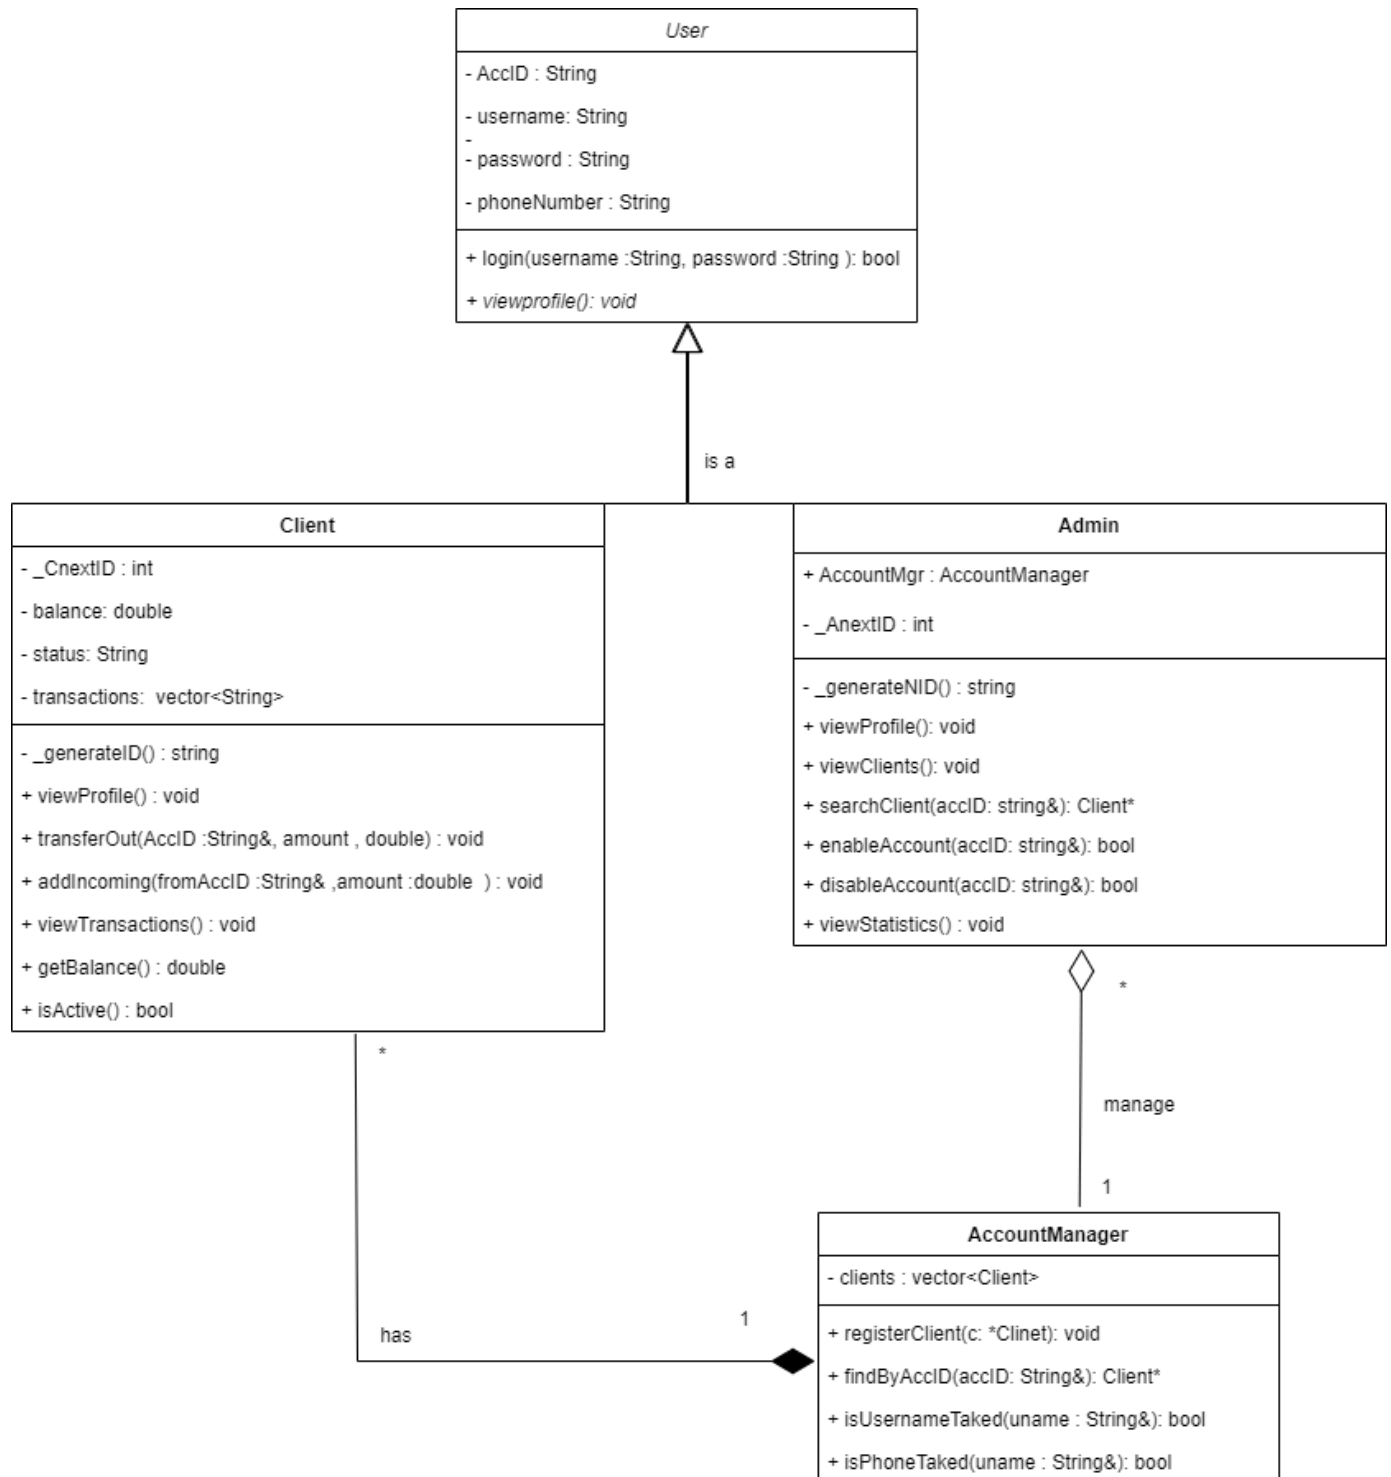 User
- AccID : String
- username: String
-
- password : String
- phoneNumber : String
+ login(username :String, password :String ): bool
+ viewprofile(): void
is a
Client
- _CnextID : int
- balance: double
- status: String
- transactions:  vector<String>
- _generateID() : string
+ viewProfile() : void
+ transferOut(AccID :String&, amount , double) : void
+ addIncoming(fromAccID :String& ,amount :double  ) : void
+ viewTransactions() : void
+ getBalance() : double
+ isActive() : bool
Admin
+ AccountMgr : AccountManager
- _AnextID : int
- _generateNID() : string
+ viewProfile(): void
+ viewClients(): void
+ searchClient(accID: string&): Client*
+ enableAccount(accID: string&): bool
+ disableAccount(accID: string&): bool
+ viewStatistics() : void
*
*
manage
1
has
1
AccountManager
- clients : vector<Client>
+ registerClient(c: *Clinet): void
+ findByAccID(accID: String&): Client*
+ isUsernameTaked(uname : String&): bool
+ isPhoneTaked(uname : String&): bool